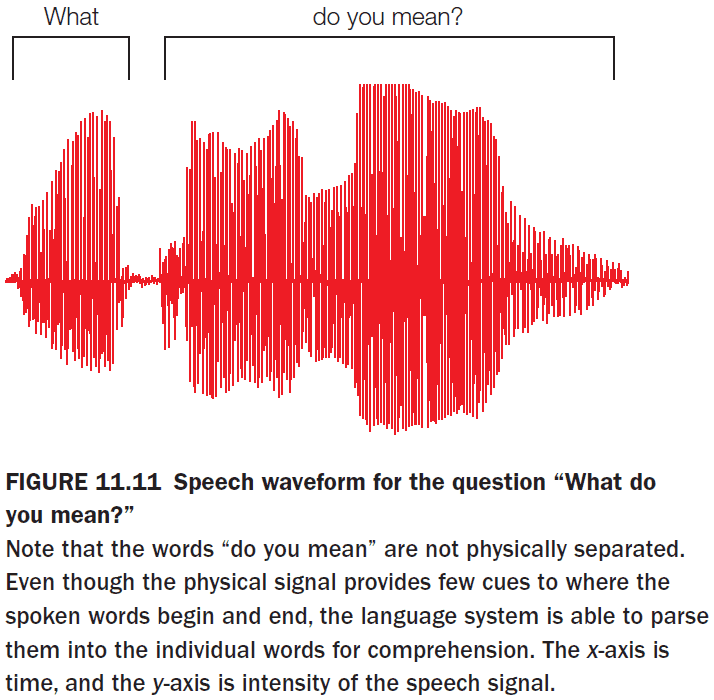 What
do you mean?
FIGURE 11.11 Speech waveform for the question “What do
you mean?”
Note that the words “do you mean” are not physically separated.
Even though the physical signal provides few cues to where the
spoken words begin and end, the language system is able to parse
them into the individual words for comprehension. The x-axis is
time, and the y-axis is intensity of the speech signal.